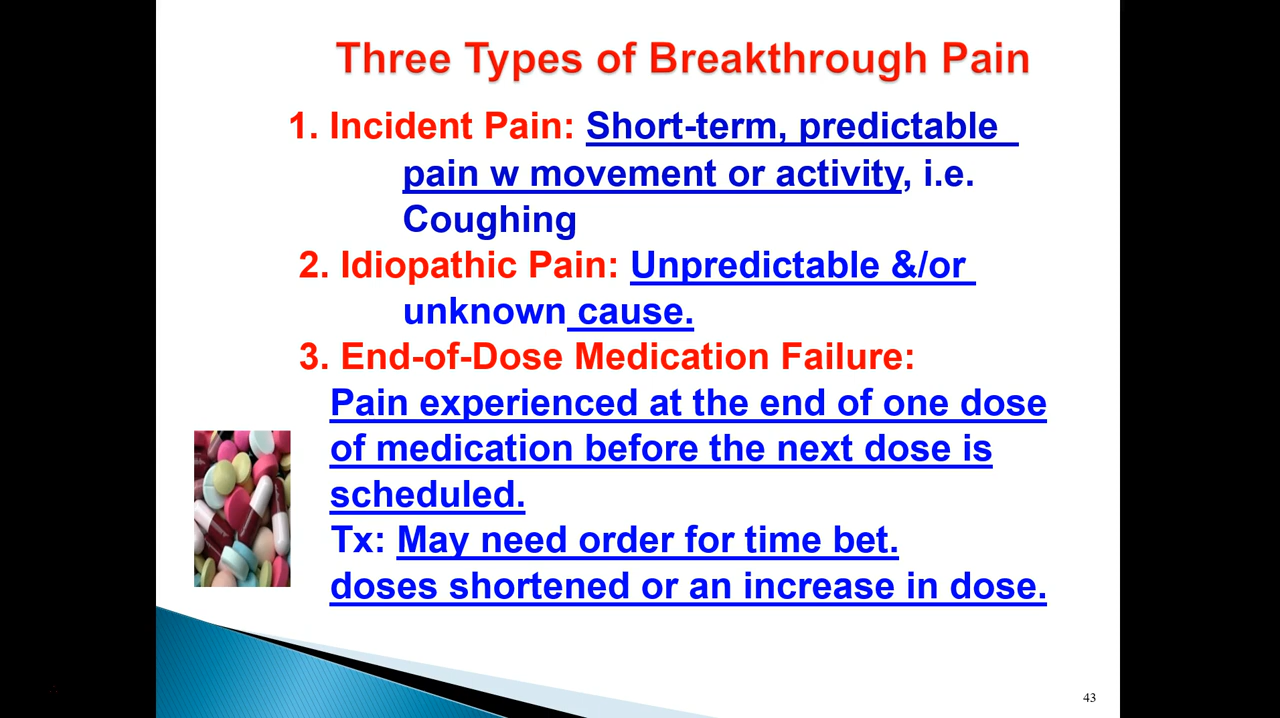 Three Types of Breakthrough Pain
1. Incident Pain: Short-term, predictable
pain w movement or activity, i.e.
Coughing
2. Idiopathic Pain: Unpredictable &/or
unknown cause.
3. End-of-Dose Medication Failure:
Pain experienced at the end of one dose
of medication before the next dose is
scheduled.
Tx: May need order for time bet.
doses shortened or an increase in dose.
43